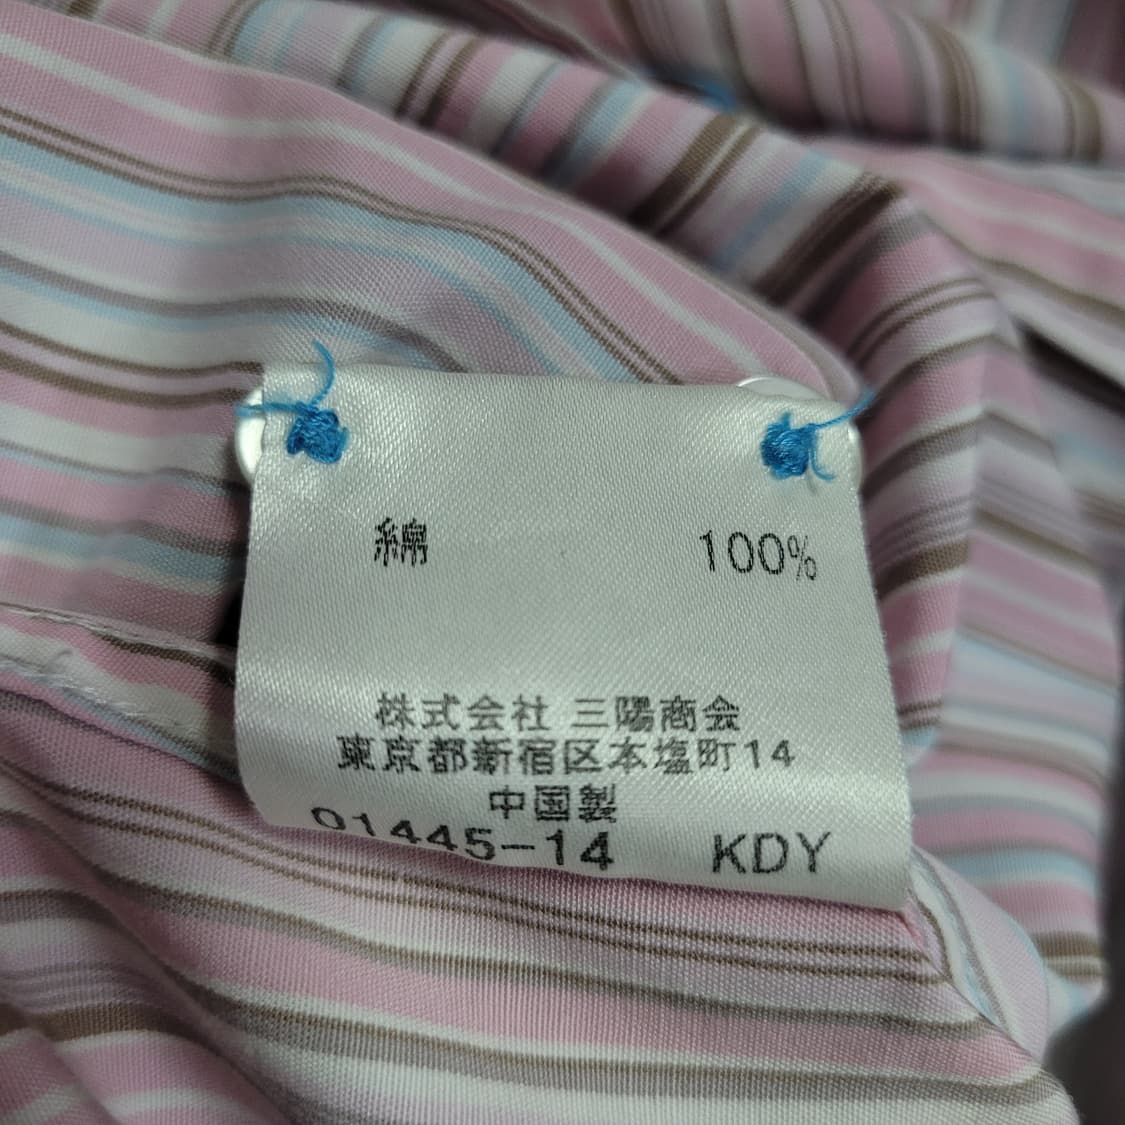 綿 100%
株式会社 三陽商会
東京都新宿区本塩町14
中国製
01445-14 KDY